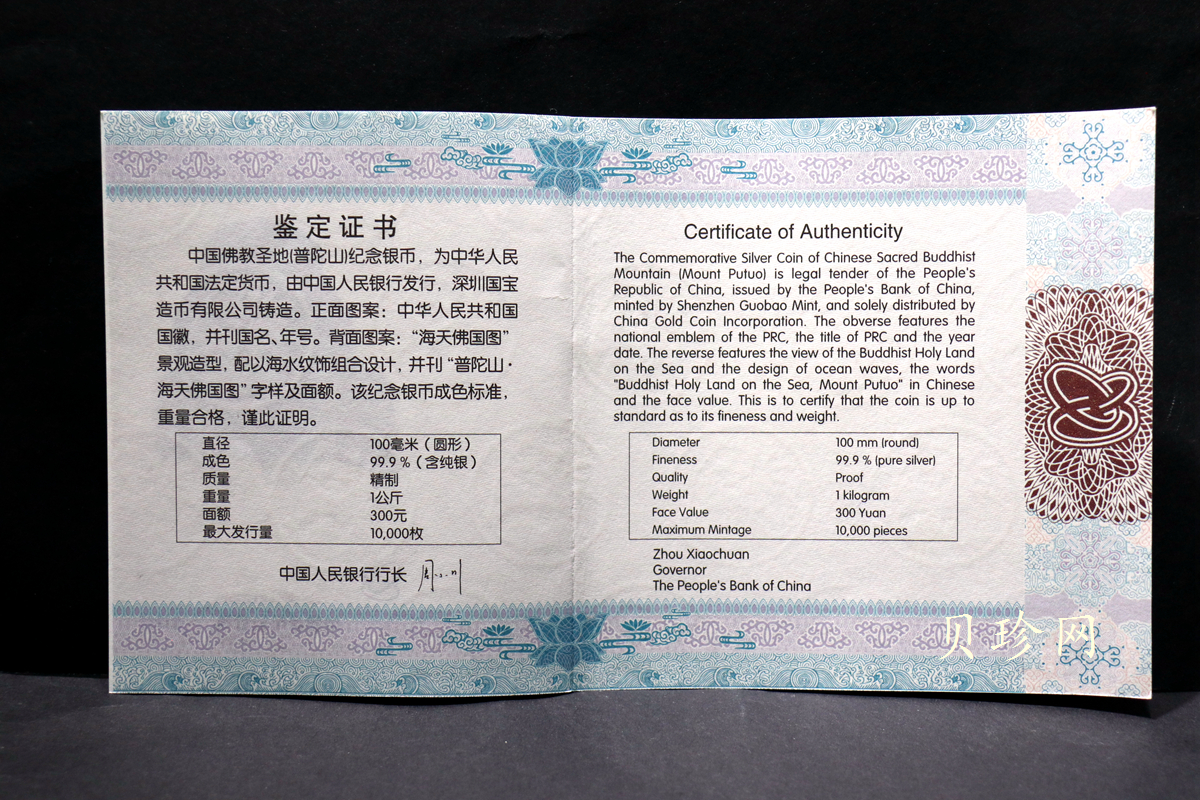 鉴定证书
中国佛教圣地(普陀山)纪念银币，为中华人民
共和国法定货币，由中国人民银行发行，深圳国宝
造币有限公司铸造。正面图案：中华人民共和国
国徽，并刊国名、年号。背面图案：“海天佛国图”
景观造型，配以海水纹饰组合设计，并刊“普陀山·
海天佛国图”字样及面额。该纪念银币成色标准，
重量合格，谨此证明。
直径 100毫米（圆形）
成色 99.9 %（含纯银）
质量 精制
重量 1公斤
面额 300元
最大发行量 10,000枚
中国人民银行行长
Certificate of Authenticity
The Commemorative Silver Coin of Chinese Sacred Buddhist
Mountain (Mount Putuo) is legal tender of the People's
Republic of China, issued by the People's Bank of China,
minted by Shenzhen Guobao Mint, and solely distributed by
China Gold Coin Incorporation. The obverse features the
national emblem of the PRC, the title of PRC and the year
date. The reverse features the view of the Buddhist Holy Land
on the Sea and the design of ocean waves, the words
"Buddhist Holy Land on the Sea, Mount Putuo" in Chinese
and the face value. This is to certify that the coin is up to
standard as to its fineness and weight.
Diameter 100 mm (round)
Fineness 99.9 % (pure silver)
Quality Proof
Weight 1 kilogram
Face Value 300 Yuan
Maximum Mintage 10,000 pieces
Zhou Xiaochuan
Governor
The People's Bank of China
贝珍网